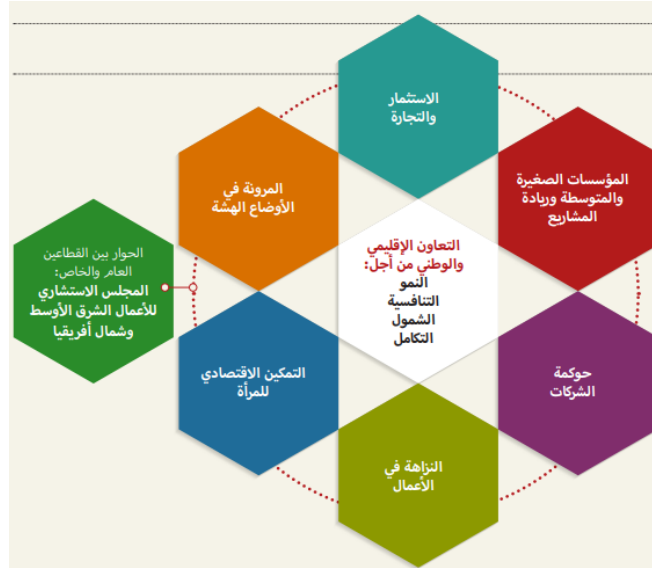 الاستثمار
والتجارة
المؤسسات الصغيرة
والمتوسطة وريادة
المشاريع
المرونة في
الأوضاع الهشة
التعاون الإقليمي
والوطني من أجل:
النمو
التنافسية
الشمول
التكامل
الحوار بين القطاعين
العام والخاص:
المجلس الاستشاري
للأعمال الشرق الأوسط
وشمال أفريقيا
حوكمة
الشركات
التمكين الاقتصادي
للمرأة
النزاهة في
الأعمال